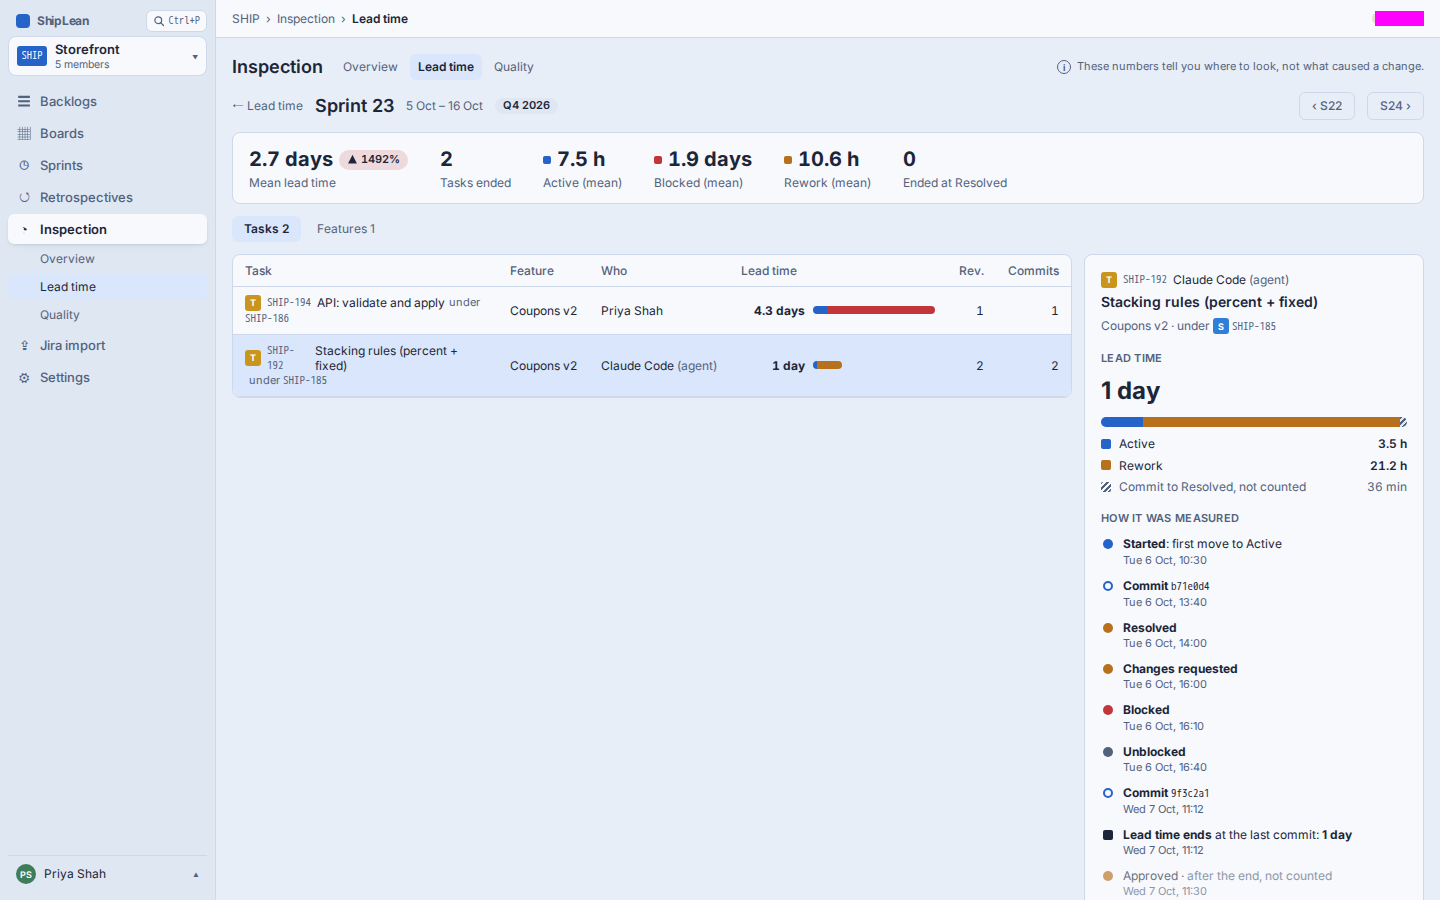 ShipLean
Ctrl+P
SHIP
Storefront
5 members
Backlogs
Boards
Sprints
Retrospectives
Inspection
Overview
Lead time
Quality
Jira import
Settings
PS Priya Shah
SHIP › Inspection › Lead time
Inspection
Overview
Lead time
Quality
These numbers tell you where to look, not what caused a change.
← Lead time
Sprint 23
5 Oct – 16 Oct
Q4 2026
‹ S22
S24 ›
2.7 days ▲ 1492%
Mean lead time
2
Tasks ended
7.5 h
Active (mean)
1.9 days
Blocked (mean)
10.6 h
Rework (mean)
0
Ended at Resolved
Tasks 2
Features 1
Task Feature Who Lead time Rev. Commits
T SHIP-194 API: validate and apply under
SHIP-186
Coupons v2 Priya Shah 4.3 days 1 1
T SHIP-
192
Stacking rules (percent +
fixed)
under SHIP-185
Coupons v2 Claude Code (agent) 1 day 2 2
T SHIP-192 Claude Code (agent)
Stacking rules (percent + fixed)
Coupons v2 · under S SHIP-185
LEAD TIME
1 day
Active 3.5 h
Rework 21.2 h
Commit to Resolved, not counted 36 min
HOW IT WAS MEASURED
Started: first move to Active
Tue 6 Oct, 10:30
Commit b71e0d4
Tue 6 Oct, 13:40
Resolved
Tue 6 Oct, 14:00
Changes requested
Tue 6 Oct, 16:00
Blocked
Tue 6 Oct, 16:10
Unblocked
Tue 6 Oct, 16:40
Commit 9f3c2a1
Wed 7 Oct, 11:12
Lead time ends at the last commit: 1 day
Wed 7 Oct, 11:12
Approved · after the end, not counted
Wed 7 Oct, 11:30